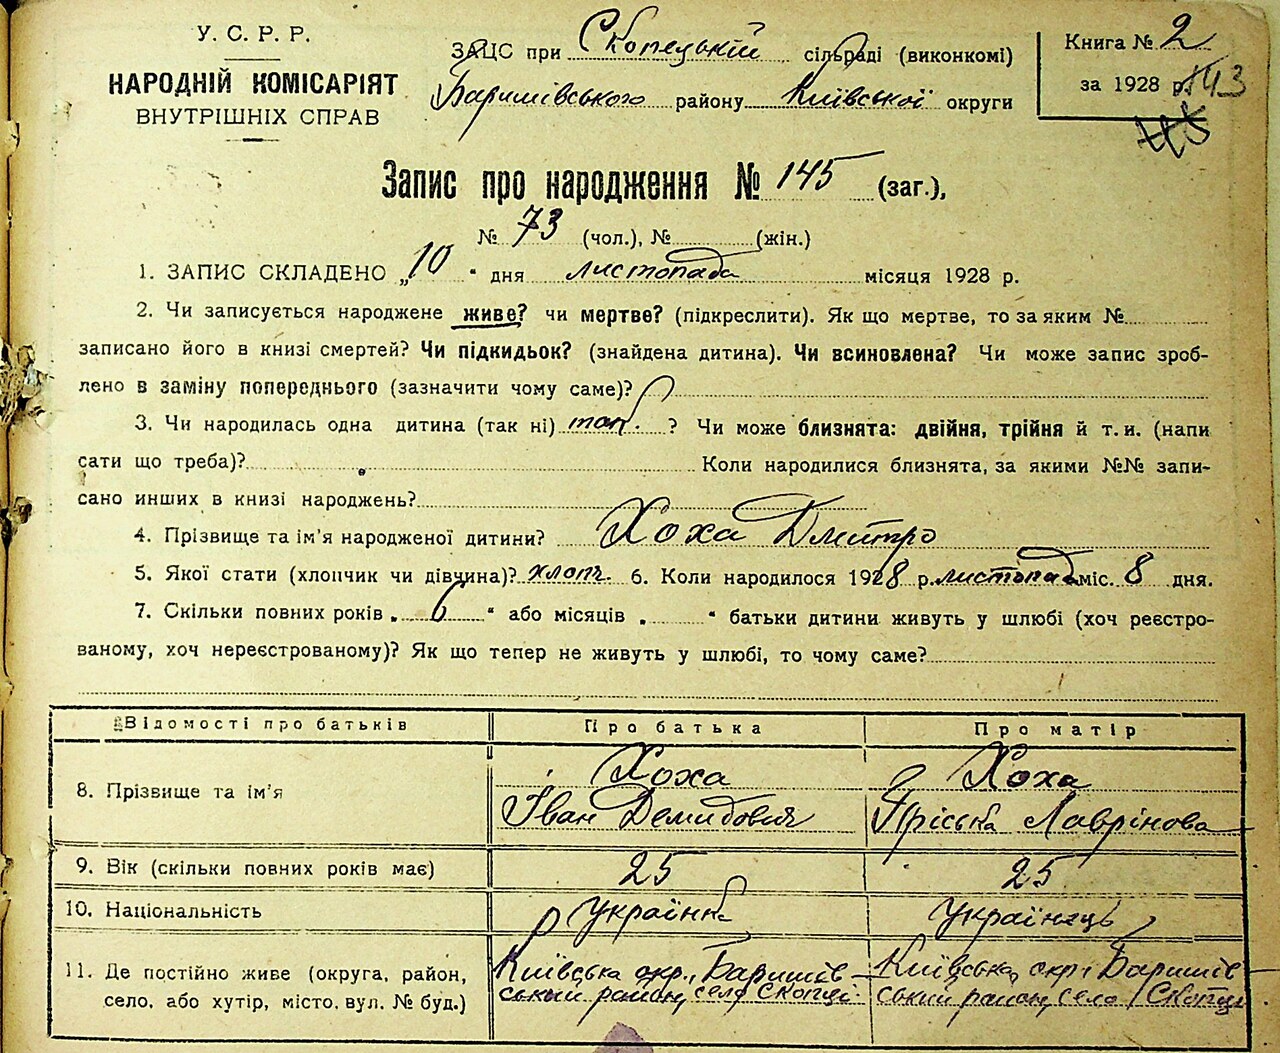 У. С. Р. Р.
НАРОДНІЙ КОМІСАРІЯТ
ВНУТРІШНІХ СПРАВ
ЗАЦС при Скопецькій сільраді (виконкомі)
Баришівського району Київської округи
Книга № 2
за 1928 р. 143
145
Запис про народження № 145 (заг.),
№ 73 (чол.), № (жін.)
1. ЗАПИС СКЛАДЕНО „10" дня листопада місяця 1928 р.
2. Чи записується народжене живе? чи мертве? (підкреслити). Як що мертве, то за яким №
записано його в книзі смертей? Чи підкидьок? (знайдена дитина). Чи всиновлена? Чи може запис зроб-
лено в заміну попереднього (зазначити чому саме)?
3. Чи народилась одна дитина (так ні) так ? Чи може близнята: двійня, трійня й т. и. (напи
сати що треба)? Коли народилися близнята, за якими №№ запи-
сано инших в книзі народжень?
4. Прізвище та ім'я народженої дитини? Хоха Дмитро
5. Якої стати (хлопчик чи дівчина)? хлопч. 6. Коли народилось 1928 р. листопад міс. 8 дня.
7. Скільки повних років „ 6 " або місяців „ " батьки дитини живуть у шлюбі (хоч реєстро-
ваному, хоч нереєстрованому)? Як що тепер не живуть у шлюбі, то чому саме?
Відомості про батьків Про батька Про матір
8. Прізвище та ім'я Хоха Хоха
Іван Демидович Пріська Лаврінова
9. Вік (скільки повних років має) 25 25
10. Національність українка Українець
11. Де постійно живе (округа, район, Київська окр., Баришів Київська окр. Баришів
село, або хутір, місто, вул. № буд.) ський район, село Скопці ський район, село Скопці